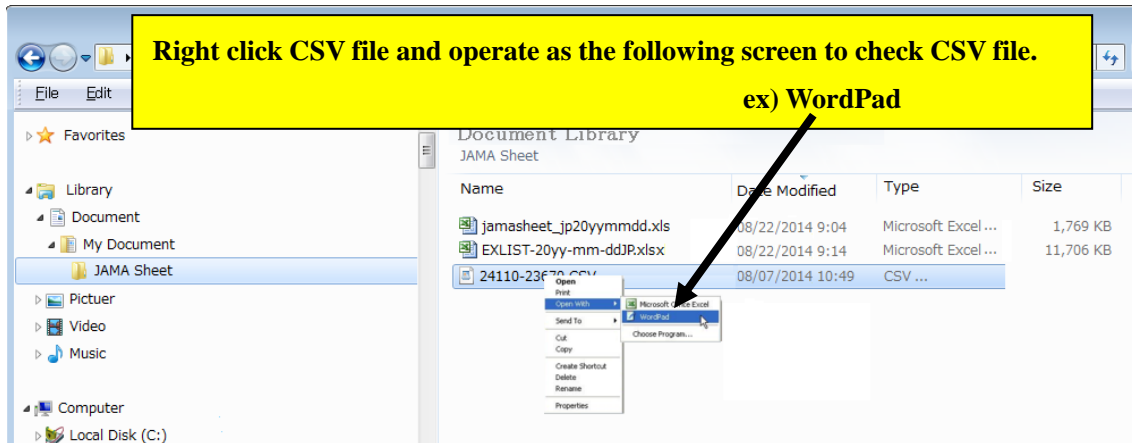 Right click CSV file and operate as the following screen to check CSV file.
ex) WordPad
File Edit
Favorites
Library
Document
My Document
JAMA Sheet
Pictuer
Video
Music
Computer
Local Disk (C:)
Document Library
JAMA Sheet
Name Date Modified Type Size
jamasheet_jp20yymmdd.xls 08/22/2014 9:04 Microsoft Excel ... 1,769 KB
EXLIST-20yy-mm-ddJP.xlsx 08/22/2014 9:14 Microsoft Excel ... 11,706 KB
24110-23670.CSV 08/07/2014 10:49 CSV ...
Open
Print
Open With
Send To
Cut
Copy
Create Shortcut
Delete
Rename
Properties
Microsoft Office Excel
WordPad
Choose Program...